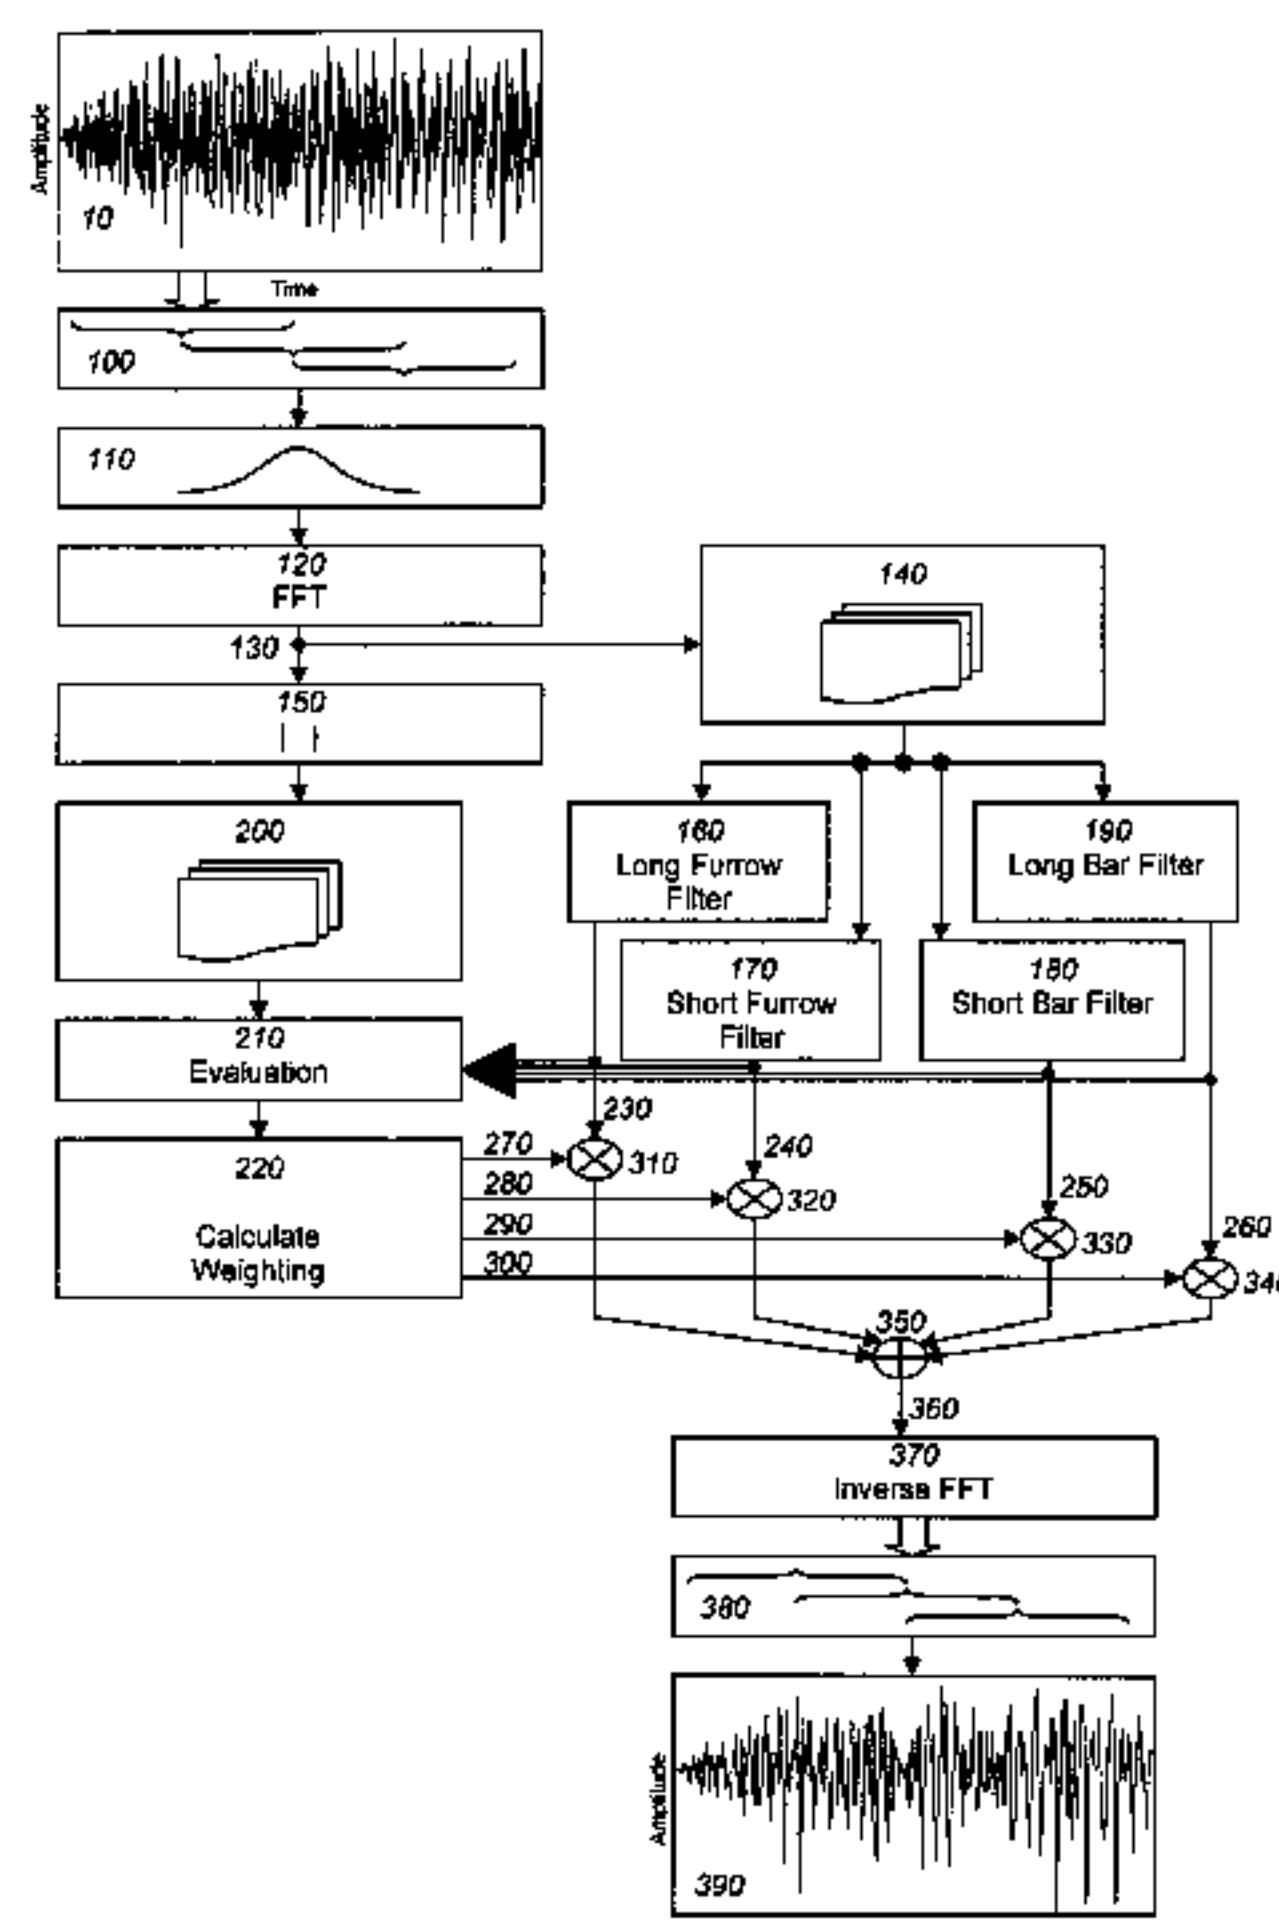 Amplitude
10
Time
100
110
120
FFT
130
140
150
| |
200
160
Long Furrow
Filter
190
Long Bar Filter
170
Short Furrow
Filter
180
Short Bar Filter
210
Evaluation
230
270
310
240
220
280
320
250
290
330
260
Calculate
Weighting
300
340
350
360
370
Inverse FFT
380
Amplitude
390